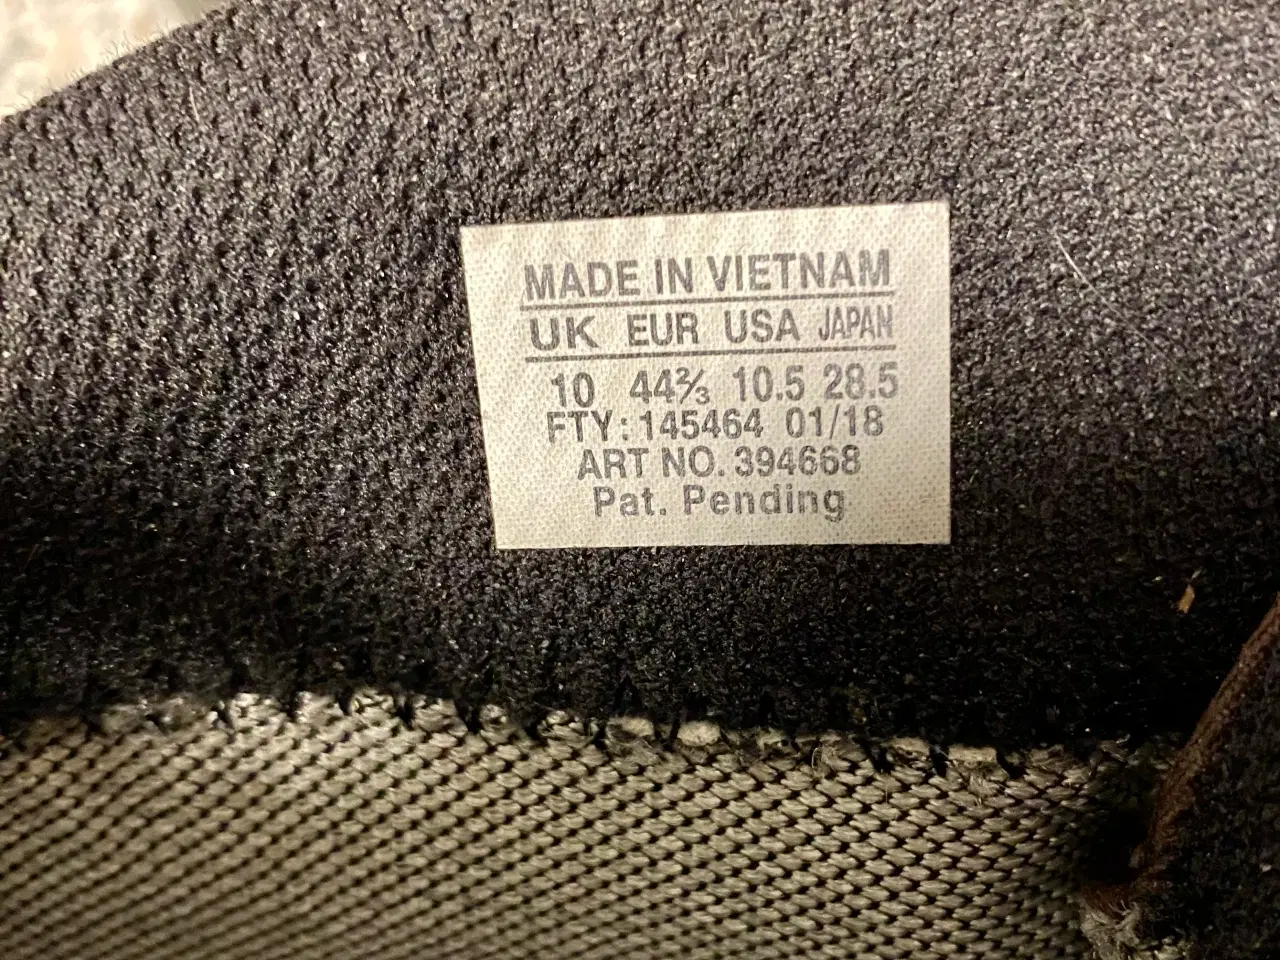 MADE IN VIETNAM
UK EUR USA JAPAN
10 44⅔ 10.5 28.5
FTY: 145464 01/18
ART NO. 394668
Pat. Pending